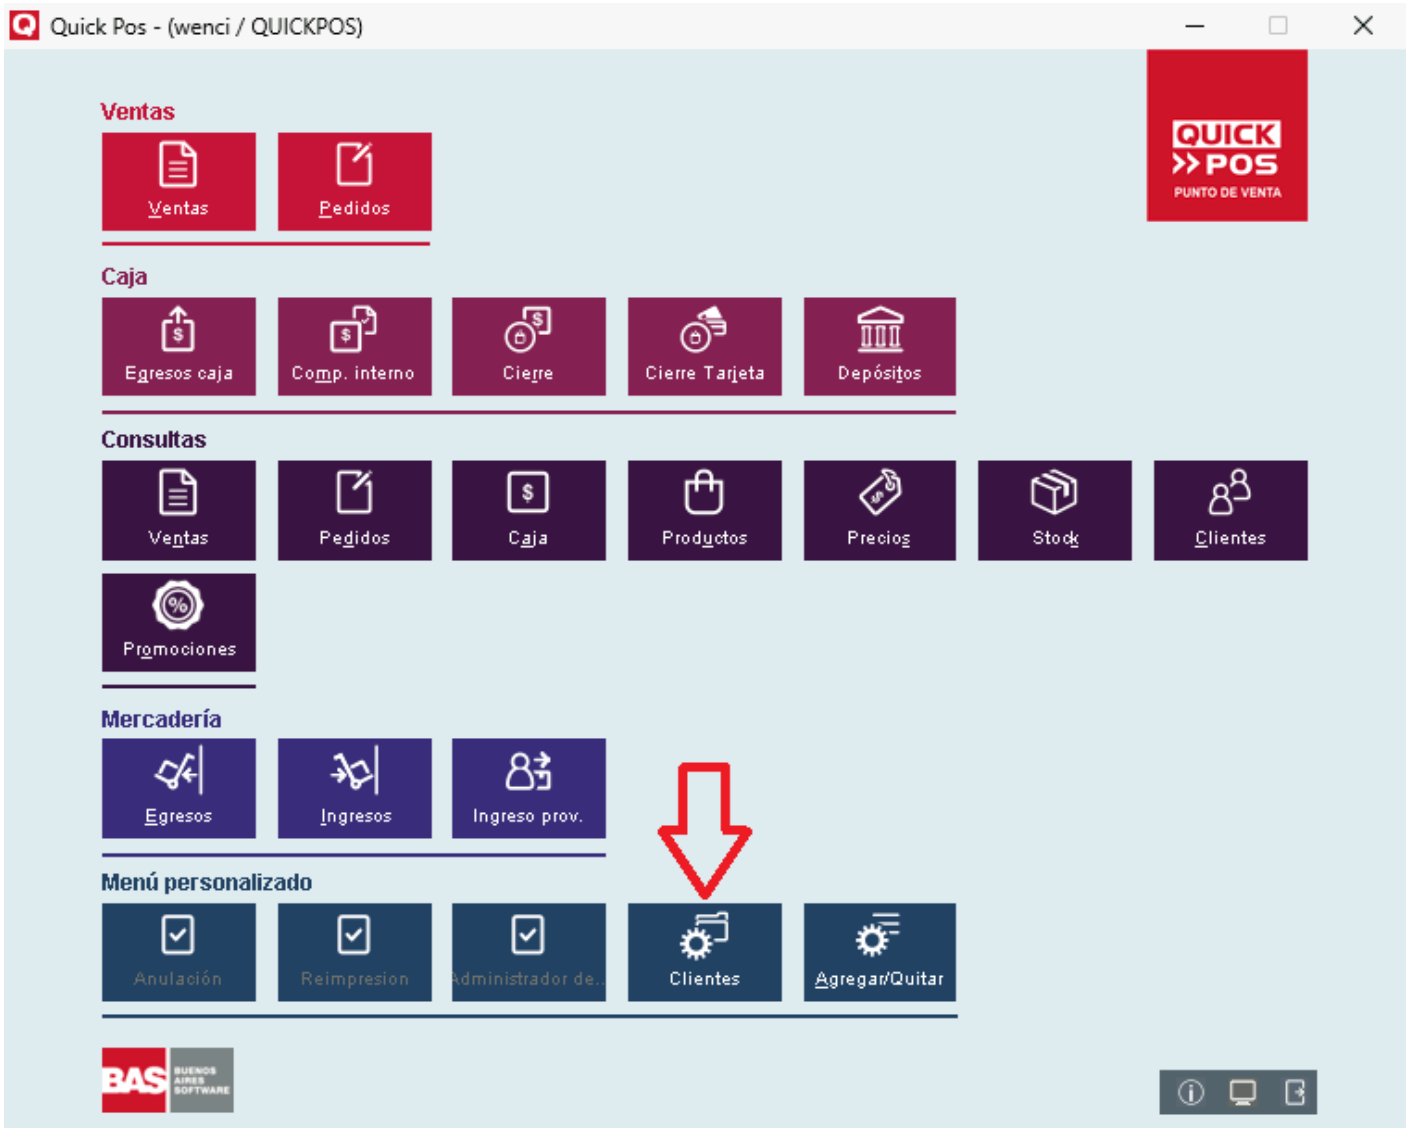 Quick Pos - (wenci / QUICKPOS)
QUICK
POS
PUNTO DE VENTA
Ventas
Ventas
Pedidos
Caja
Egresos caja
Comp. interno
Cierre
Cierre Tarjeta
Depósitos
Consultas
Ventas
Pedidos
Caja
Productos
Precios
Stock
Clientes
Promociones
Mercadería
Egresos
Ingresos
Ingreso prov.
Menú personalizado
Anulación
Reimpresion
Administrador de..
Clientes
Agregar/Quitar
BAS
BUENOS
AIRES
SOFTWARE